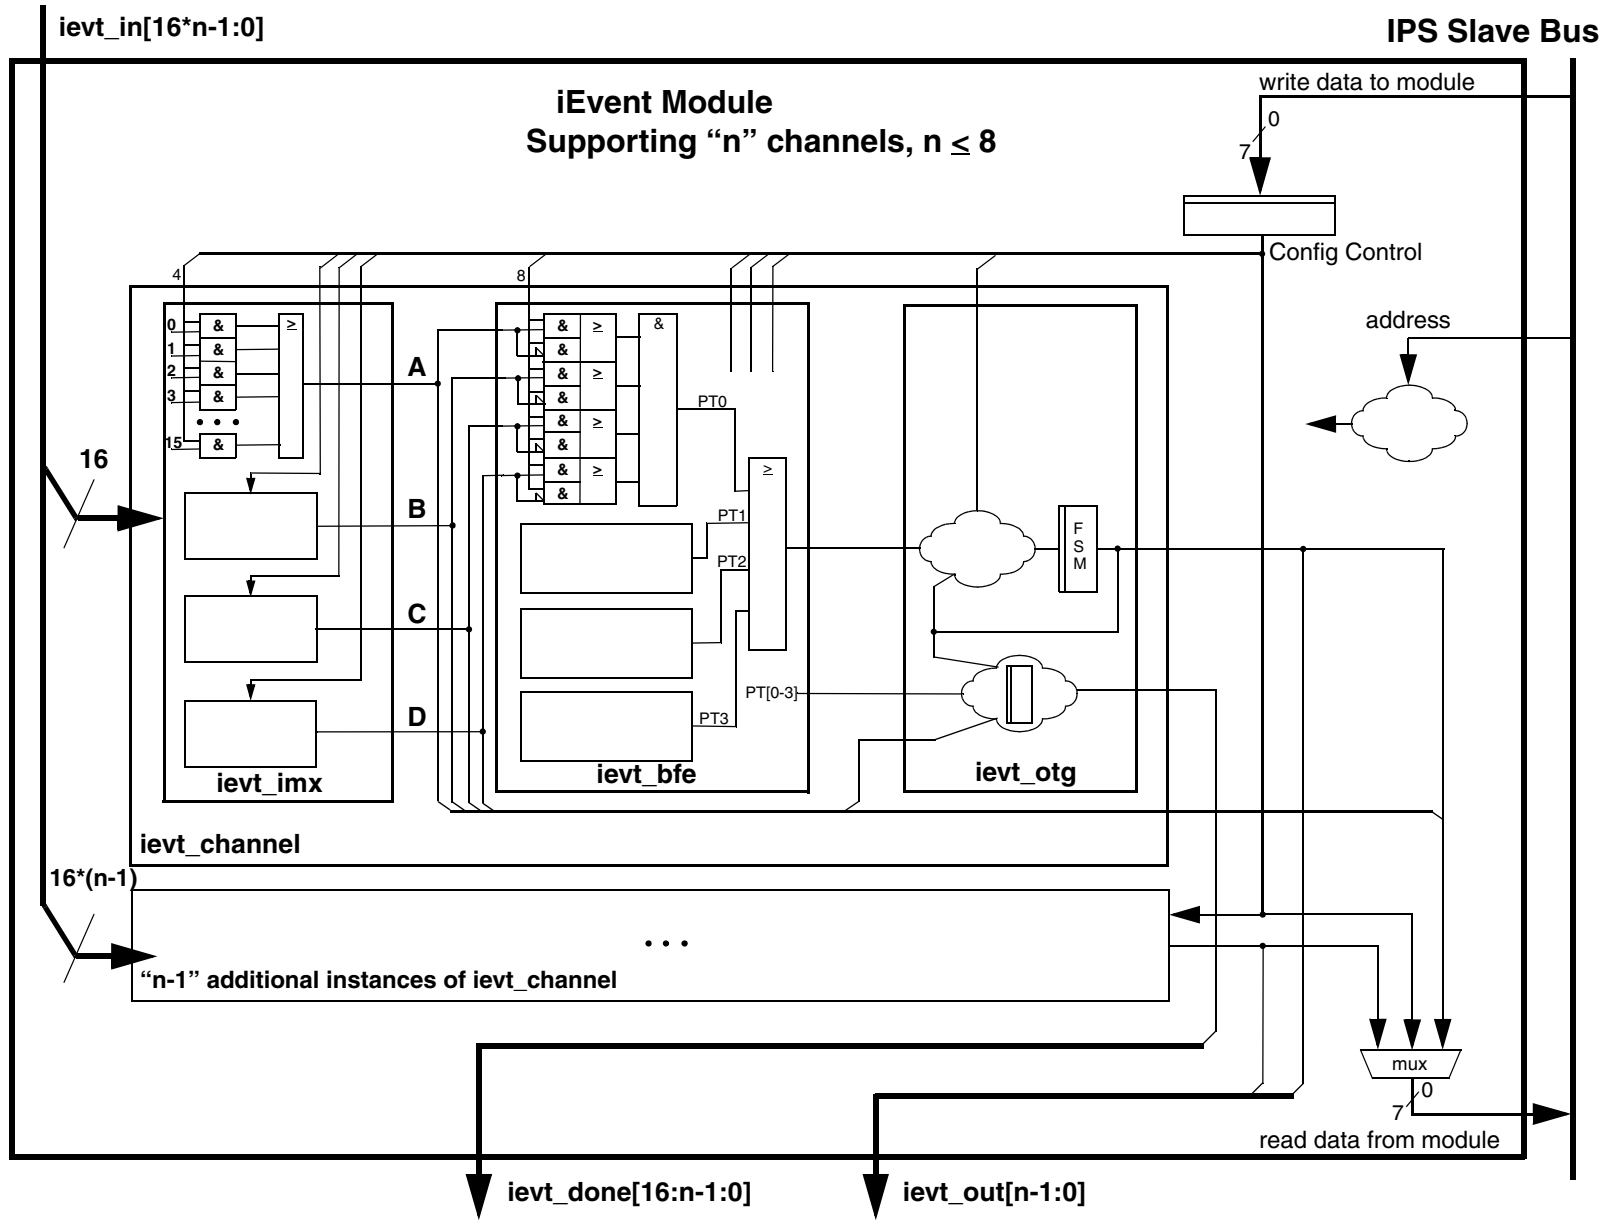 ievt_in[16*n-1:0]
IPS Slave Bus
write data to module
iEvent Module
Supporting “n” channels, n ≤ 8
0
7
Config Control
4
8
address
0
&
≥
1
&
2
&
3
&
• • •
15
&
A
&
≥
&
&
≥
&
&
≥
&
&
≥
&
&
PT0
≥
16
B
PT1
PT2
F
S
M
C
PT[0-3]
D
PT3
ievt_imx
ievt_bfe
ievt_otg
ievt_channel
16*(n-1)
• • •
“n-1” additional instances of ievt_channel
mux
0
7
read data from module
ievt_done[16:n-1:0]
ievt_out[n-1:0]